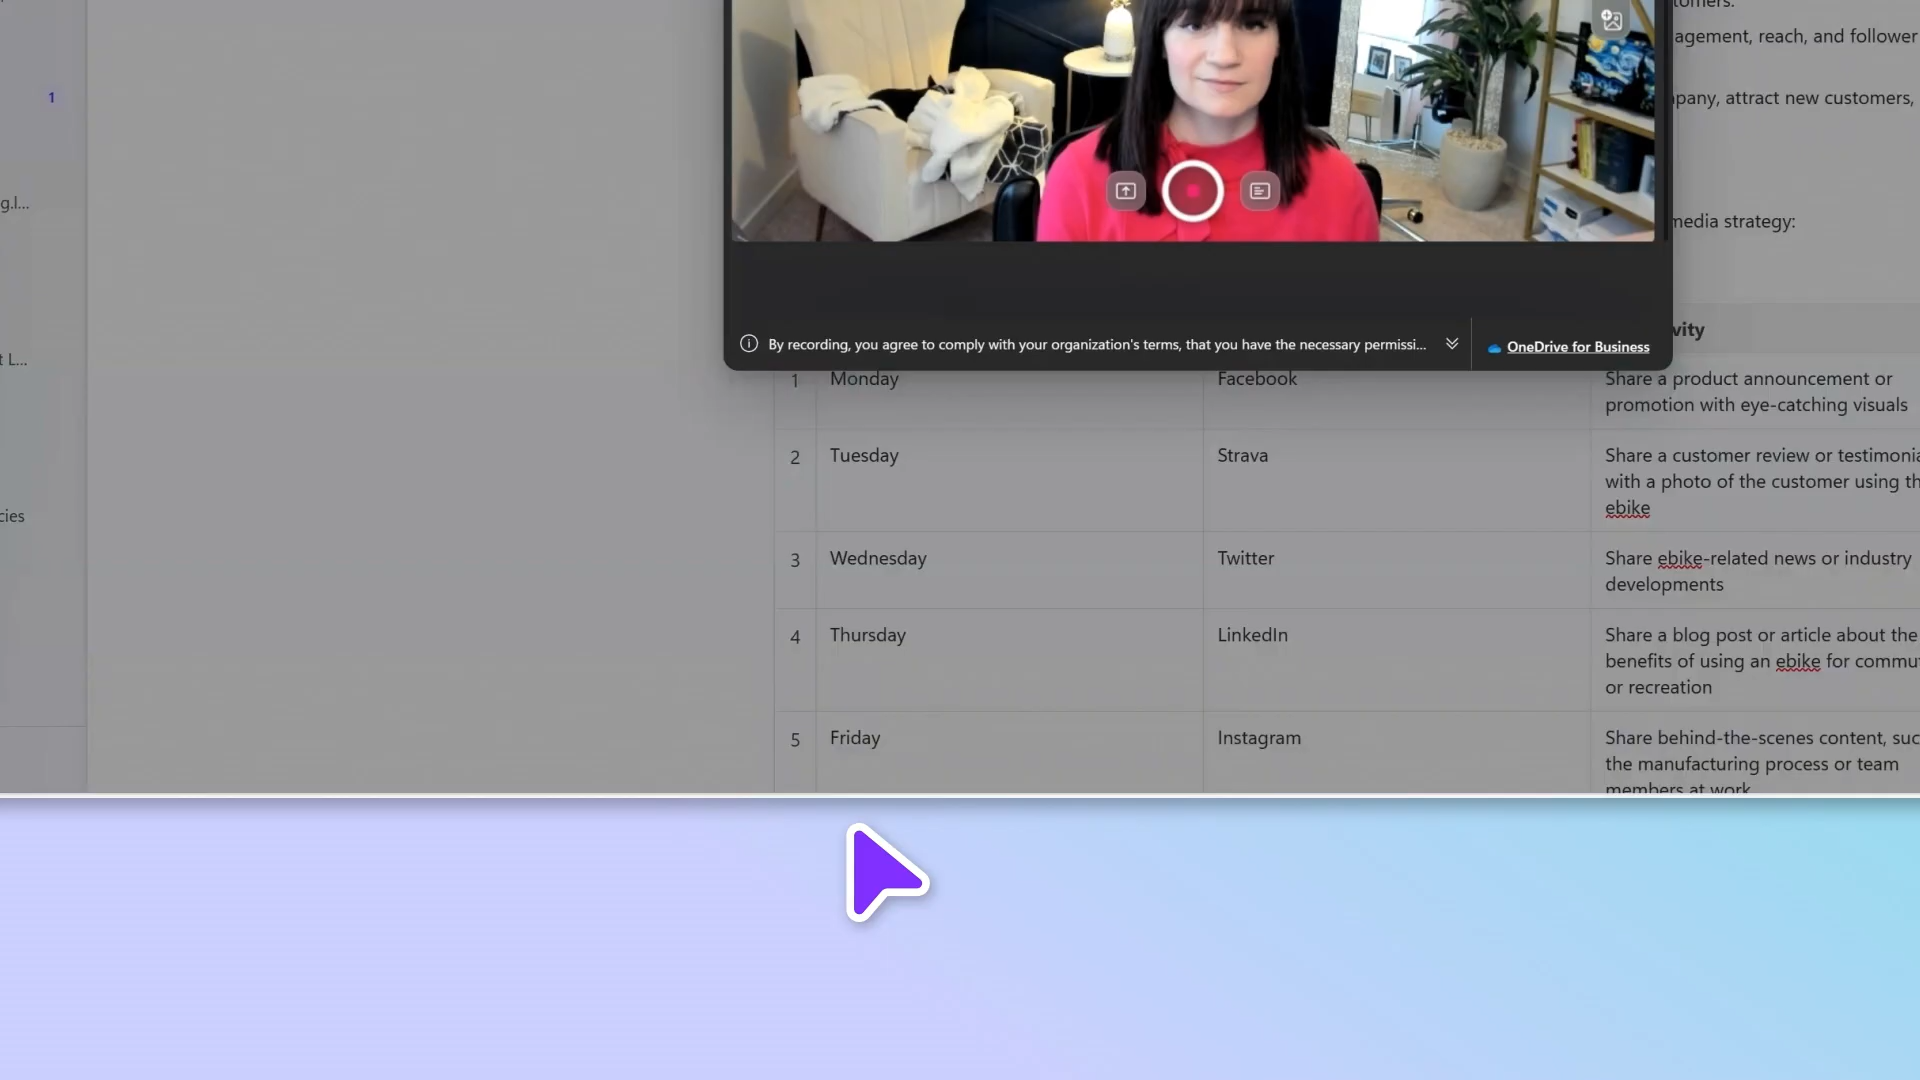 tomers.
agement, reach, and follower
1
pany, attract new customers,
g.l...
media strategy:
vity
By recording, you agree to comply with your organization's terms, that you have the necessary permissi...
OneDrive for Business
t L...
1 Monday Facebook Share a product announcement or
promotion with eye-catching visuals
2 Tuesday Strava Share a customer review or testimonia
with a photo of the customer using th
ebike
cies
3 Wednesday Twitter Share ebike-related news or industry
developments
4 Thursday LinkedIn Share a blog post or article about the
benefits of using an ebike for commut
or recreation
5 Friday Instagram Share behind-the-scenes content, suc
the manufacturing process or team
members at work